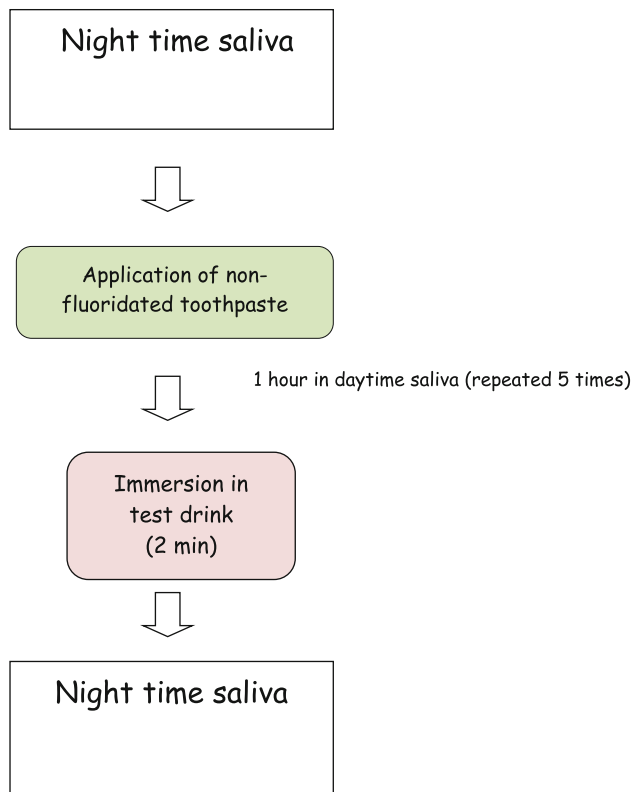 Night time saliva
Application of non-
fluoridated toothpaste
1 hour in daytime saliva (repeated 5 times)
Immersion in
test drink
(2 min)
Night time saliva